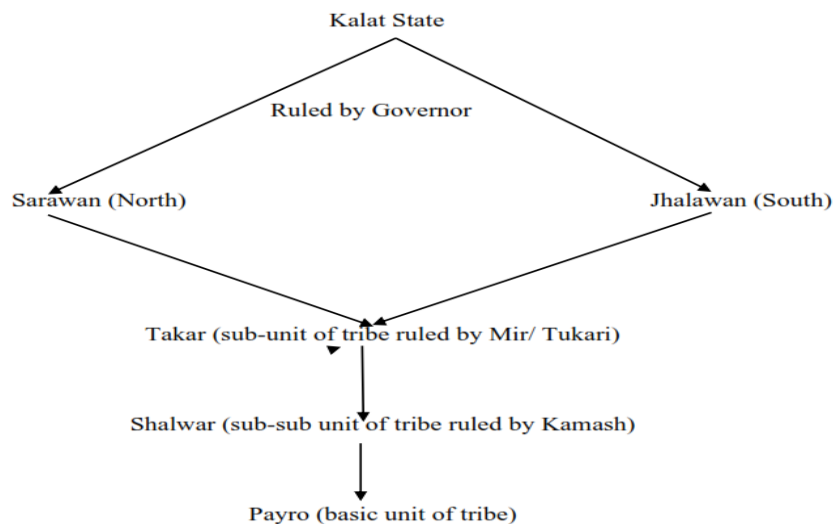 Kalat State
Ruled by Governor
Sarawan (North)
Jhalawan (South)
Takar (sub-unit of tribe ruled by Mir/ Tukari)
Shalwar (sub-sub unit of tribe ruled by Kamash)
Payro (basic unit of tribe)